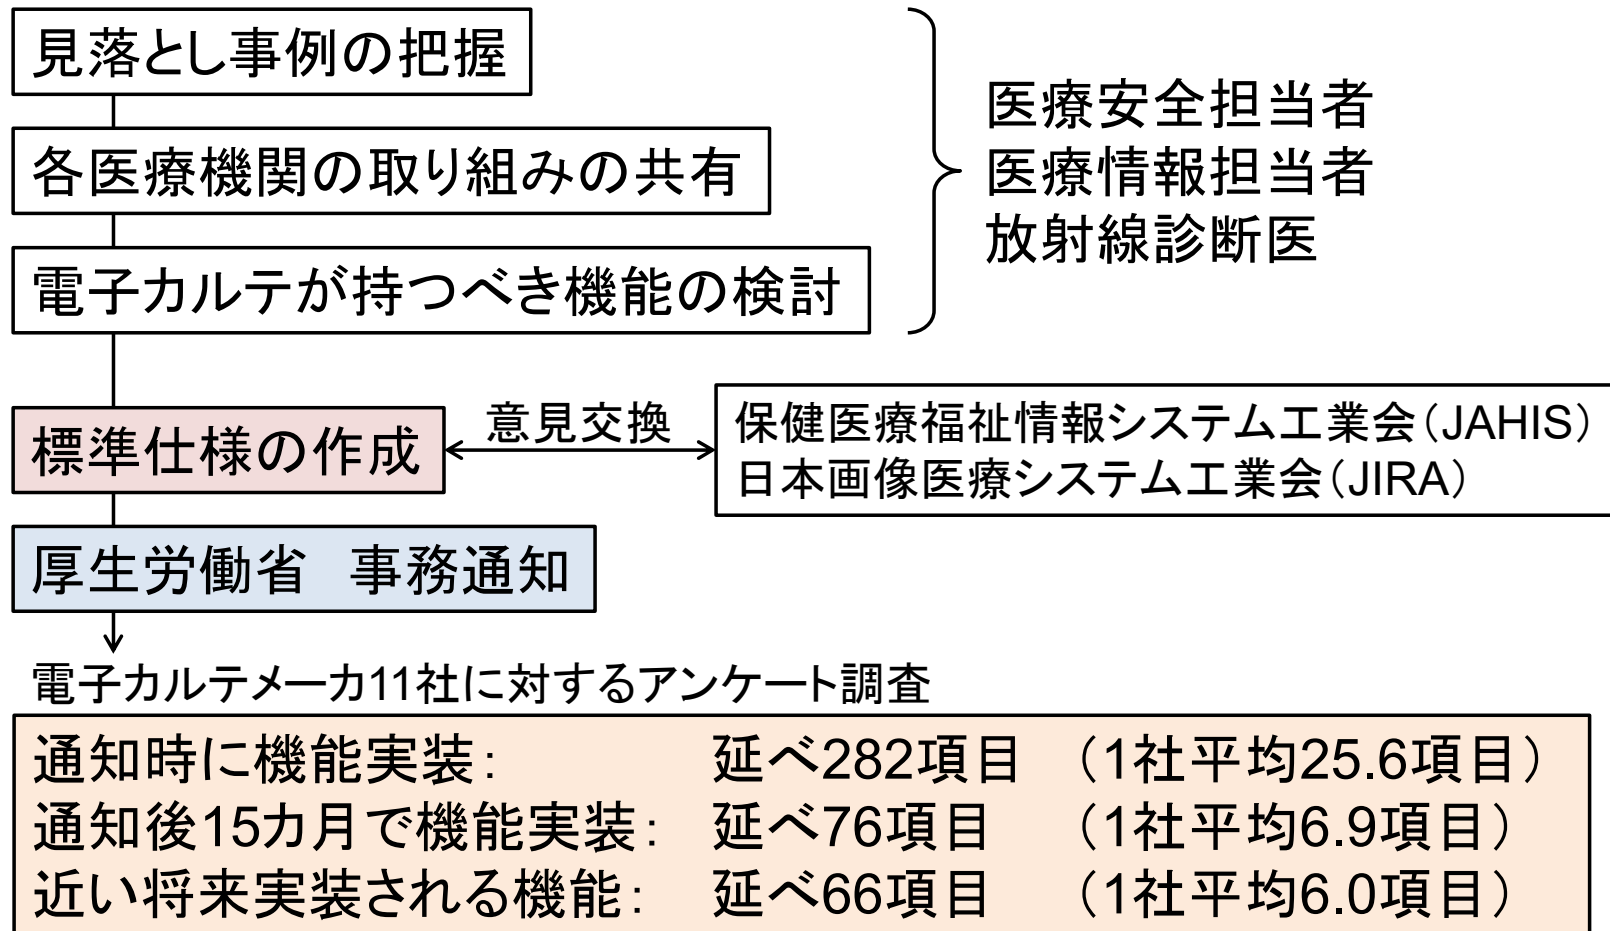 見落とし事例の把握
各医療機関の取り組みの共有
電子カルテが持つべき機能の検討
医療安全担当者
医療情報担当者
放射線診断医
標準仕様の作成
意見交換
保健医療福祉情報システム工業会（JAHIS）
日本画像医療システム工業会（JIRA）
厚生労働省　事務通知
電子カルテメーカ11社に対するアンケート調査
通知時に機能実装：　延べ282項目　（1社平均25.6項目）
通知後15カ月で機能実装：　延べ76項目　（1社平均6.9項目）
近い将来実装される機能：　延べ66項目　（1社平均6.0項目）